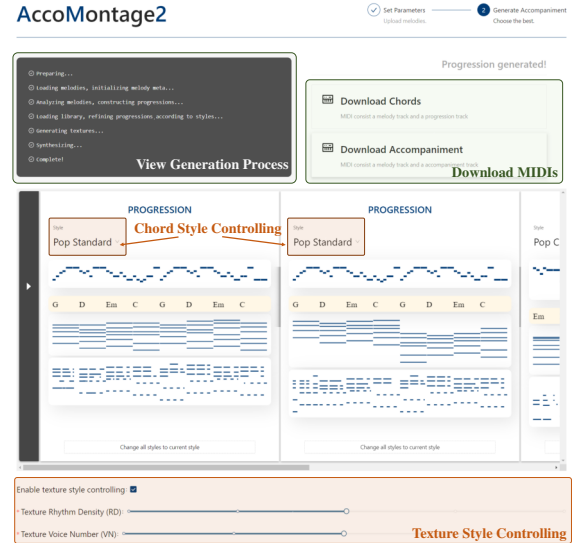 AccoMontage2
Set Parameters
Upload melodies.
2 Generate Accompaniment
Choose the best.
Preparing...
Loading melodies, initializing melody meta...
Analyzing melodies, constructing progressions...
Loading library, refining progressions according to styles...
Generating textures...
Synthesizing...
Complete!
View Generation Process
Progression generated!
Download Chords
MIDI consist a melody track and a progression track
Download Accompaniment
MIDI consist a melody track and a accompaniment track
Download MIDIs
PROGRESSION
Style
Pop Standard
Chord Style Controlling
G D Em C G D Em C
Change all styles to current style
PROGRESSION
Style
Pop Standard
G D Em C G D Em C
Change all styles to current style
Style
Pop C
Em
Enable texture style controlling:
* Texture Rhythm Density (RD):
* Texture Voice Number (VN):
Texture Style Controlling